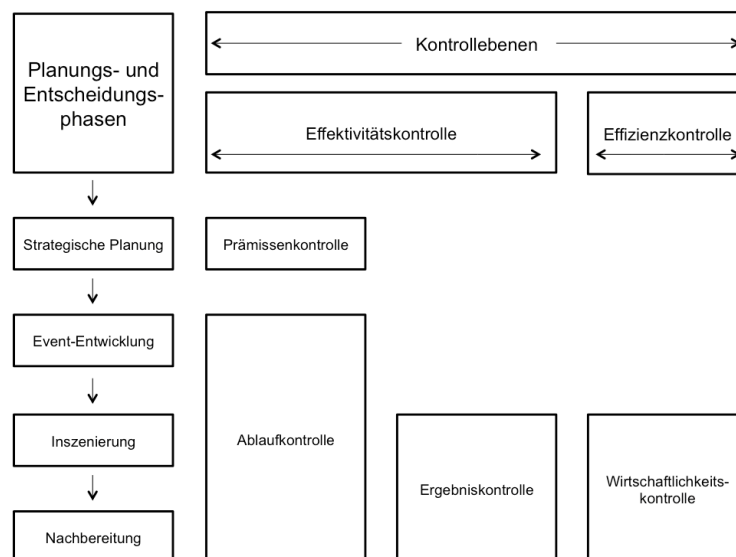 Planungs- und
Entscheidungs-
phasen
Kontrollebenen
Effektivitätskontrolle
Effizienzkontrolle
Strategische Planung
Prämissenkontrolle
Event-Entwicklung
Inszenierung
Ablaufkontrolle
Ergebniskontrolle
Wirtschaftlichkeits-
kontrolle
Nachbereitung